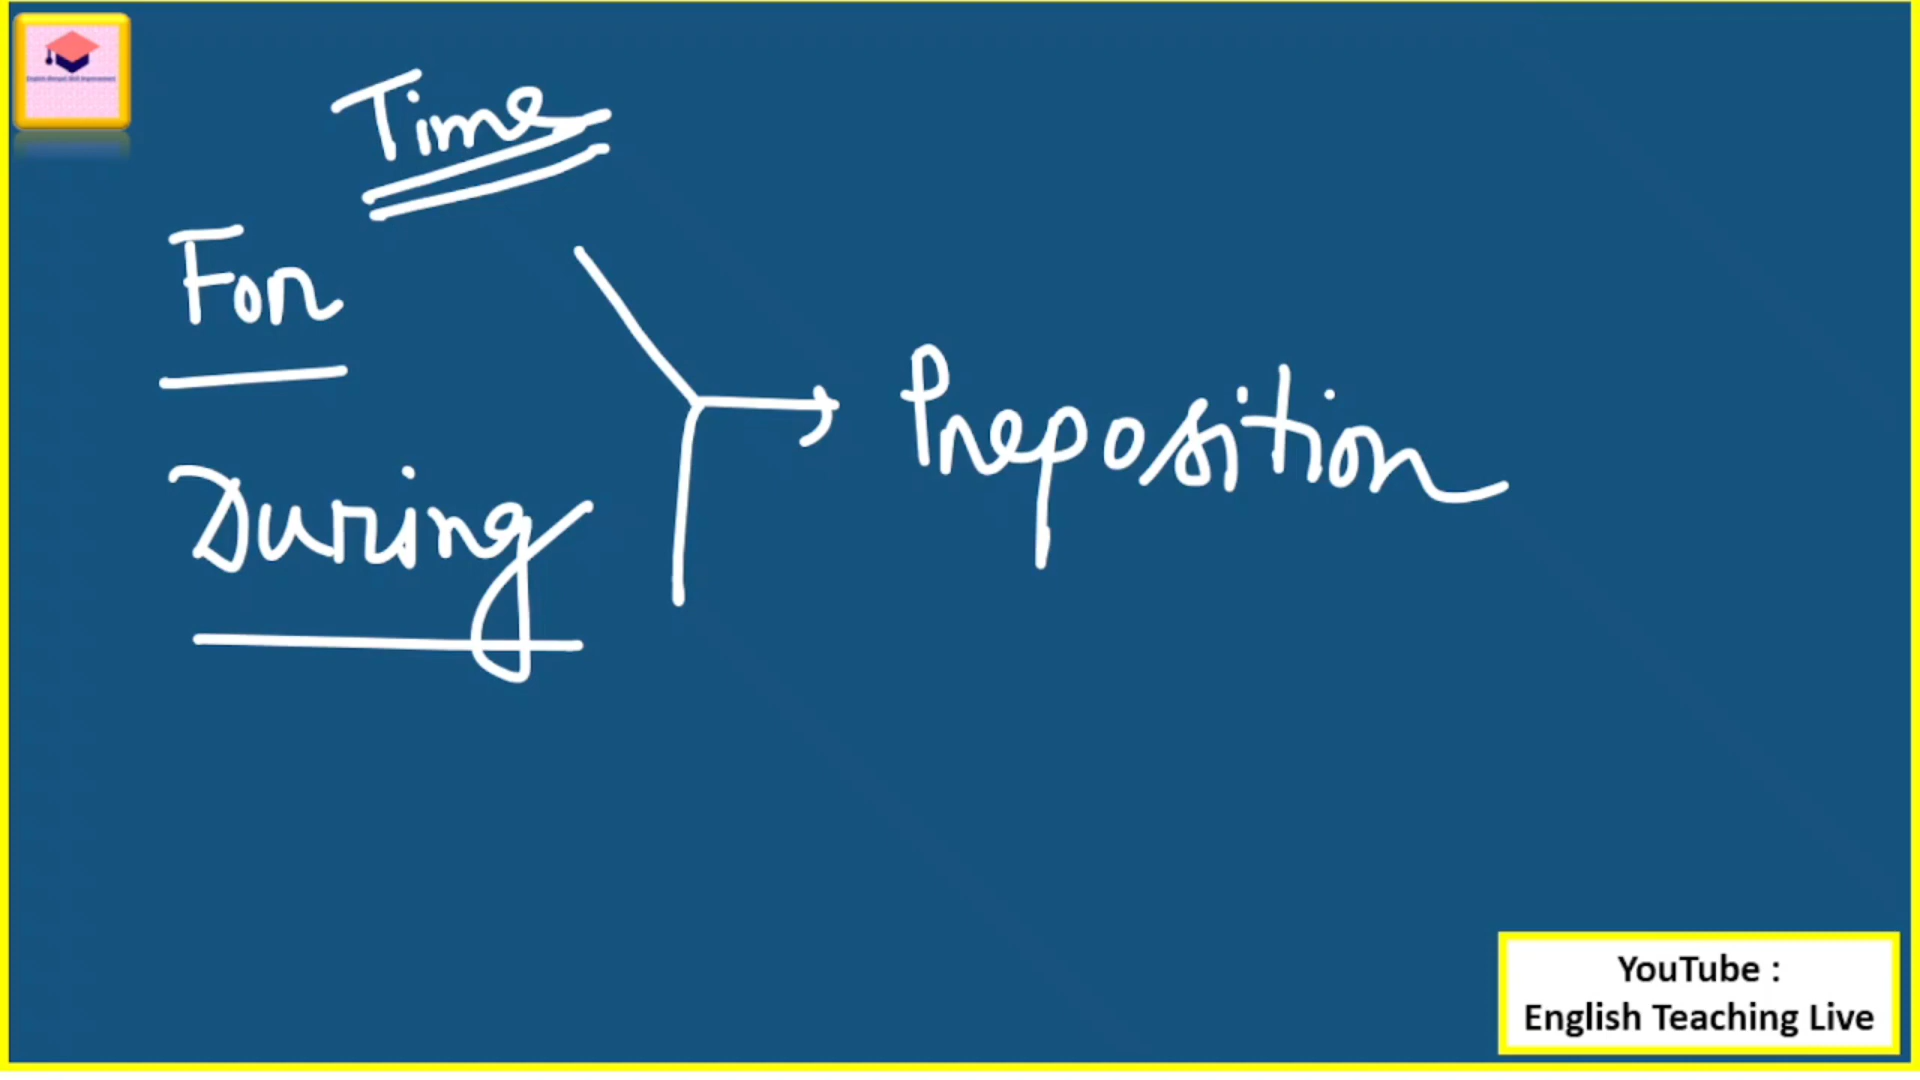 Time
For
During
Preposition
YouTube :
English Teaching Live